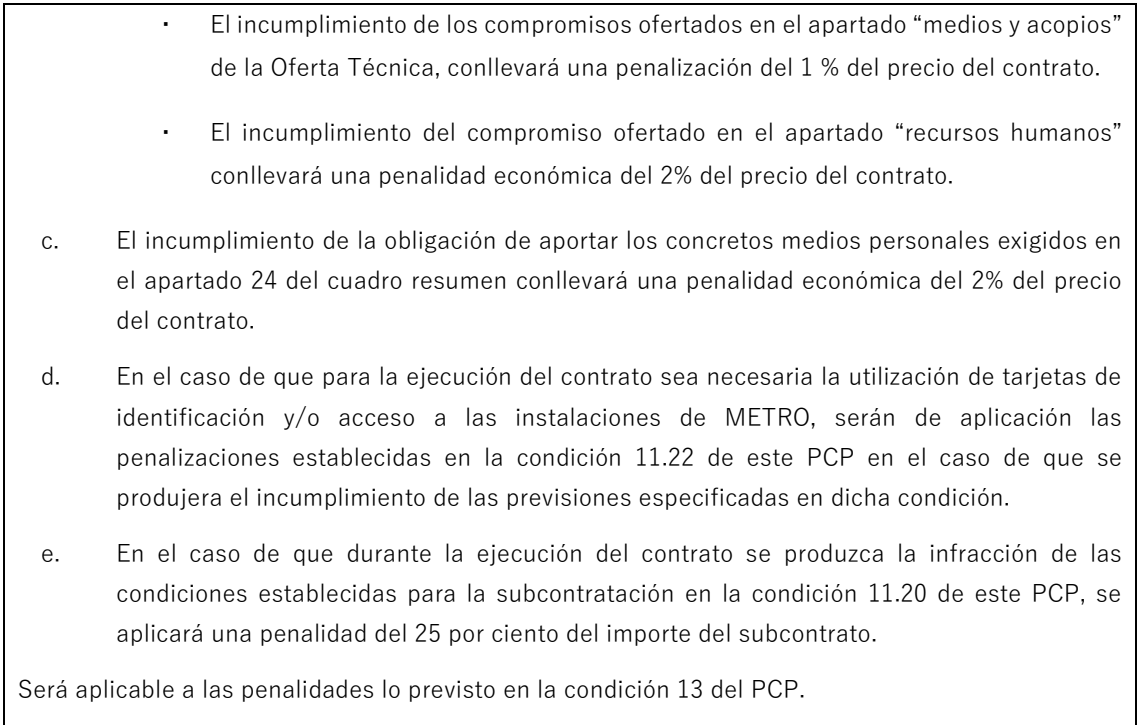 · El incumplimiento de los compromisos ofertados en el apartado “medios y acopios”
de la Oferta Técnica, conllevará una penalización del 1 % del precio del contrato.
· El incumplimiento del compromiso ofertado en el apartado “recursos humanos”
conllevará una penalidad económica del 2% del precio del contrato.
c. El incumplimiento de la obligación de aportar los concretos medios personales exigidos en
el apartado 24 del cuadro resumen conllevará una penalidad económica del 2% del precio
del contrato.
d. En el caso de que para la ejecución del contrato sea necesaria la utilización de tarjetas de
identificación y/o acceso a las instalaciones de METRO, serán de aplicación las
penalizaciones establecidas en la condición 11.22 de este PCP en el caso de que se
produjera el incumplimiento de las previsiones especificadas en dicha condición.
e. En el caso de que durante la ejecución del contrato se produzca la infracción de las
condiciones establecidas para la subcontratación en la condición 11.20 de este PCP, se
aplicará una penalidad del 25 por ciento del importe del subcontrato.
Será aplicable a las penalidades lo previsto en la condición 13 del PCP.